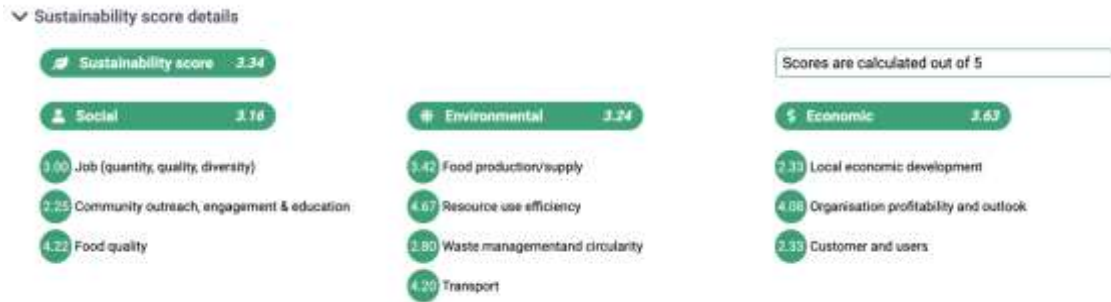 Sustainability score details
Sustainability score 3.34
Scores are calculated out of 5
Social 3.16
3.00 Job (quantity, quality, diversity)
2.25 Community outreach, engagement & education
4.22 Food quality
Environmental 3.24
3.42 Food production/supply
4.67 Resource use efficiency
2.80 Waste managementand circularity
4.20 Transport
$ Economic 3.63
2.33 Local economic development
4.08 Organisation profitability and outlook
2.33 Customer and users